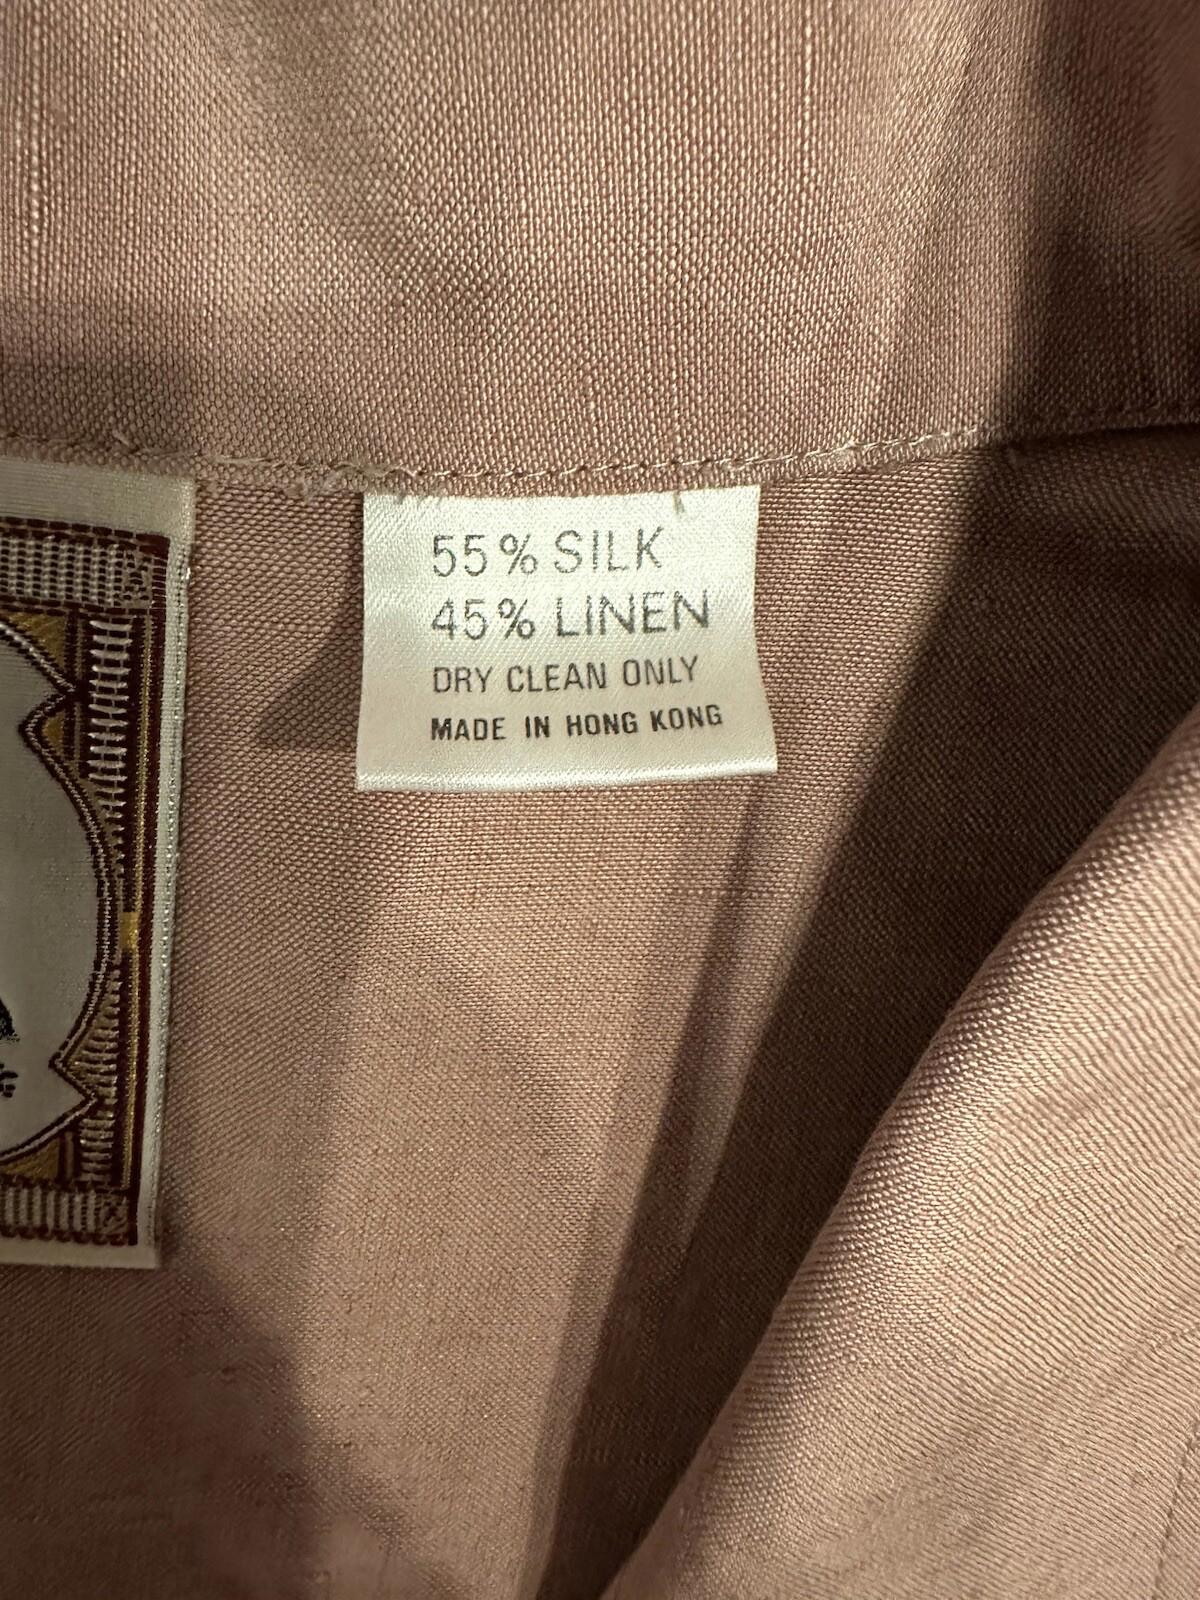 55% SILK
45% LINEN
DRY CLEAN ONLY
MADE IN HONG KONG